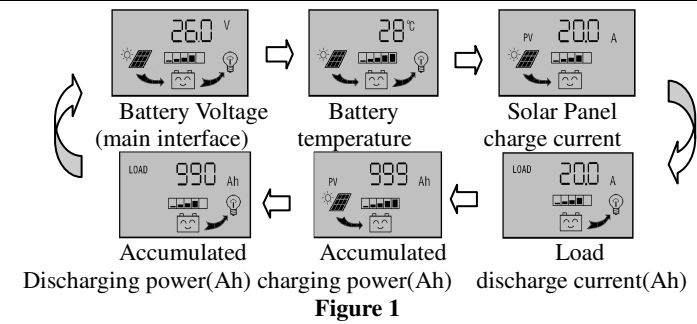 26.0 V
28℃
PV 20.0 A
Battery Voltage
(main interface)
Battery
temperature
Solar Panel
charge current
LOAD 990 Ah
PV 999 Ah
LOAD 20.0 A
Accumulated
Discharging power(Ah)
Accumulated
charging power(Ah)
Load
discharge current(Ah)
Figure 1